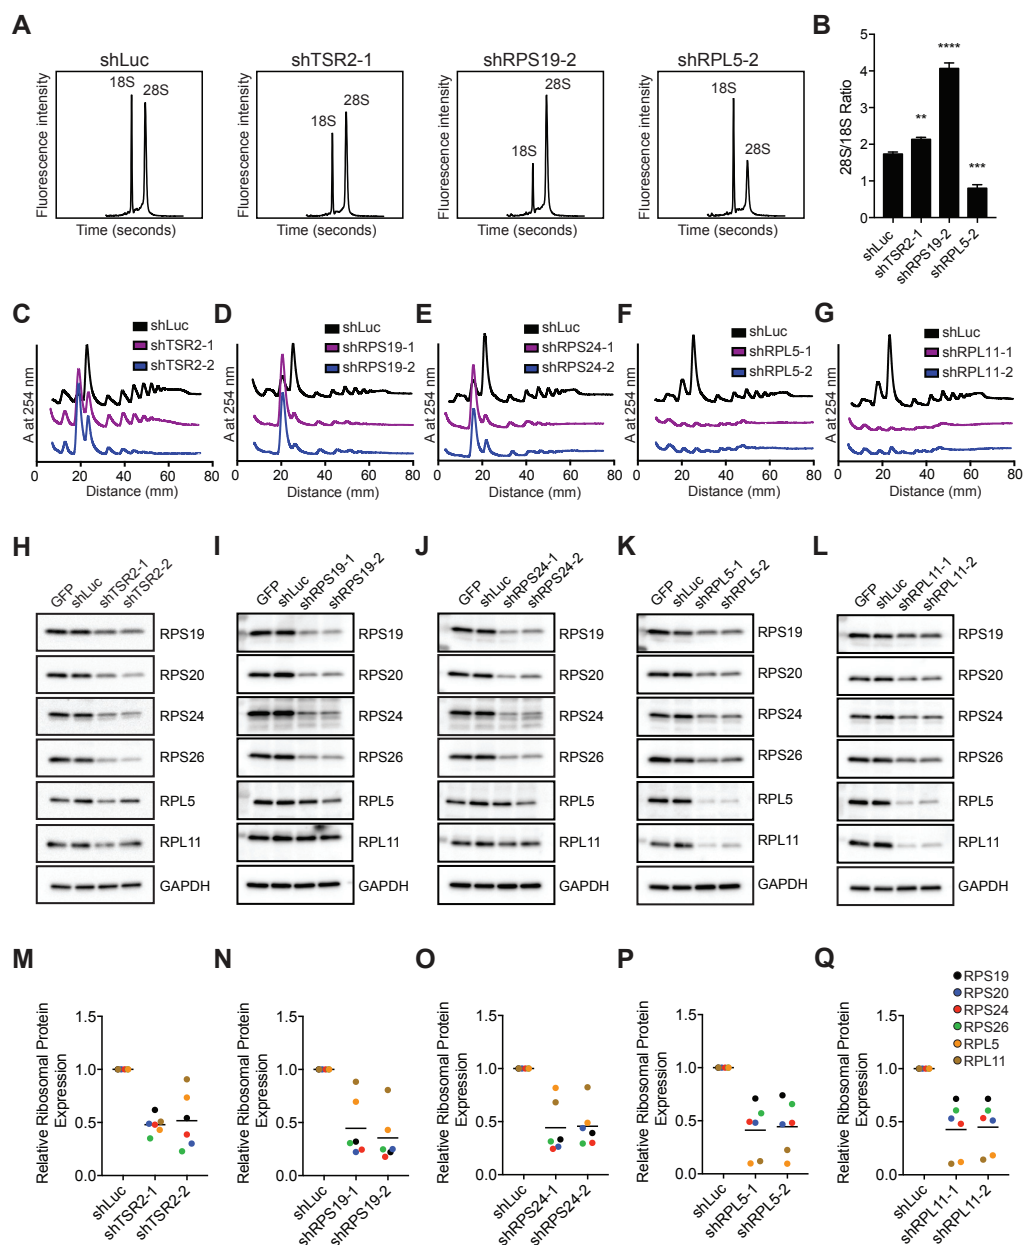 A
shLuc
18S
28S
Fluorescence intensity
Time (seconds)
shTSR2-1
18S
28S
Fluorescence intensity
Time (seconds)
shRPS19-2
18S
28S
Fluorescence intensity
Time (seconds)
shRPL5-2
18S
28S
Fluorescence intensity
Time (seconds)
B
28S/18S Ratio
5
4
3
2
1
0
**
****
***
shLuc
shTSR2-1
shRPS19-2
shRPL5-2
C
shLuc
shTSR2-1
shTSR2-2
A at 254 nm
0 20 40 60 80
Distance (mm)
D
shLuc
shRPS19-1
shRPS19-2
A at 254 nm
0 20 40 60 80
Distance (mm)
E
shLuc
shRPS24-1
shRPS24-2
A at 254 nm
0 20 40 60 80
Distance (mm)
F
shLuc
shRPL5-1
shRPL5-2
A at 254 nm
0 20 40 60 80
Distance (mm)
G
shLuc
shRPL11-1
shRPL11-2
A at 254 nm
0 20 40 60 80
Distance (mm)
H
GFP
shLuc
shTSR2-1
shTSR2-2
RPS19
RPS20
RPS24
RPS26
RPL5
RPL11
GAPDH
I
GFP
shLuc
shRPS19-1
shRPS19-2
RPS19
RPS20
RPS24
RPS26
RPL5
RPL11
GAPDH
J
GFP
shLuc
shRPS24-1
shRPS24-2
RPS19
RPS20
RPS24
RPS26
RPL5
RPL11
GAPDH
K
GFP
shLuc
shRPL5-1
shRPL5-2
RPS19
RPS20
RPS24
RPS26
RPL5
RPL11
GAPDH
L
GFP
shLuc
shRPL11-1
shRPL11-2
RPS19
RPS20
RPS24
RPS26
RPL5
RPL11
GAPDH
M
Relative Ribosomal Protein
Expression
1.5
1.0
0.5
0.0
shLuc
shTSR2-1
shTSR2-2
N
Relative Ribosomal Protein
Expression
1.5
1.0
0.5
0.0
shLuc
shRPS19-1
shRPS19-2
O
Relative Ribosomal Protein
Expression
1.5
1.0
0.5
0.0
shLuc
shRPS24-1
shRPS24-2
P
Relative Ribosomal Protein
Expression
1.5
1.0
0.5
0.0
shLuc
shRPL5-1
shRPL5-2
Q
Relative Ribosomal Protein
Expression
1.5
1.0
0.5
0.0
shLuc
shRPL11-1
shRPL11-2
RPS19
RPS20
RPS24
RPS26
RPL5
RPL11